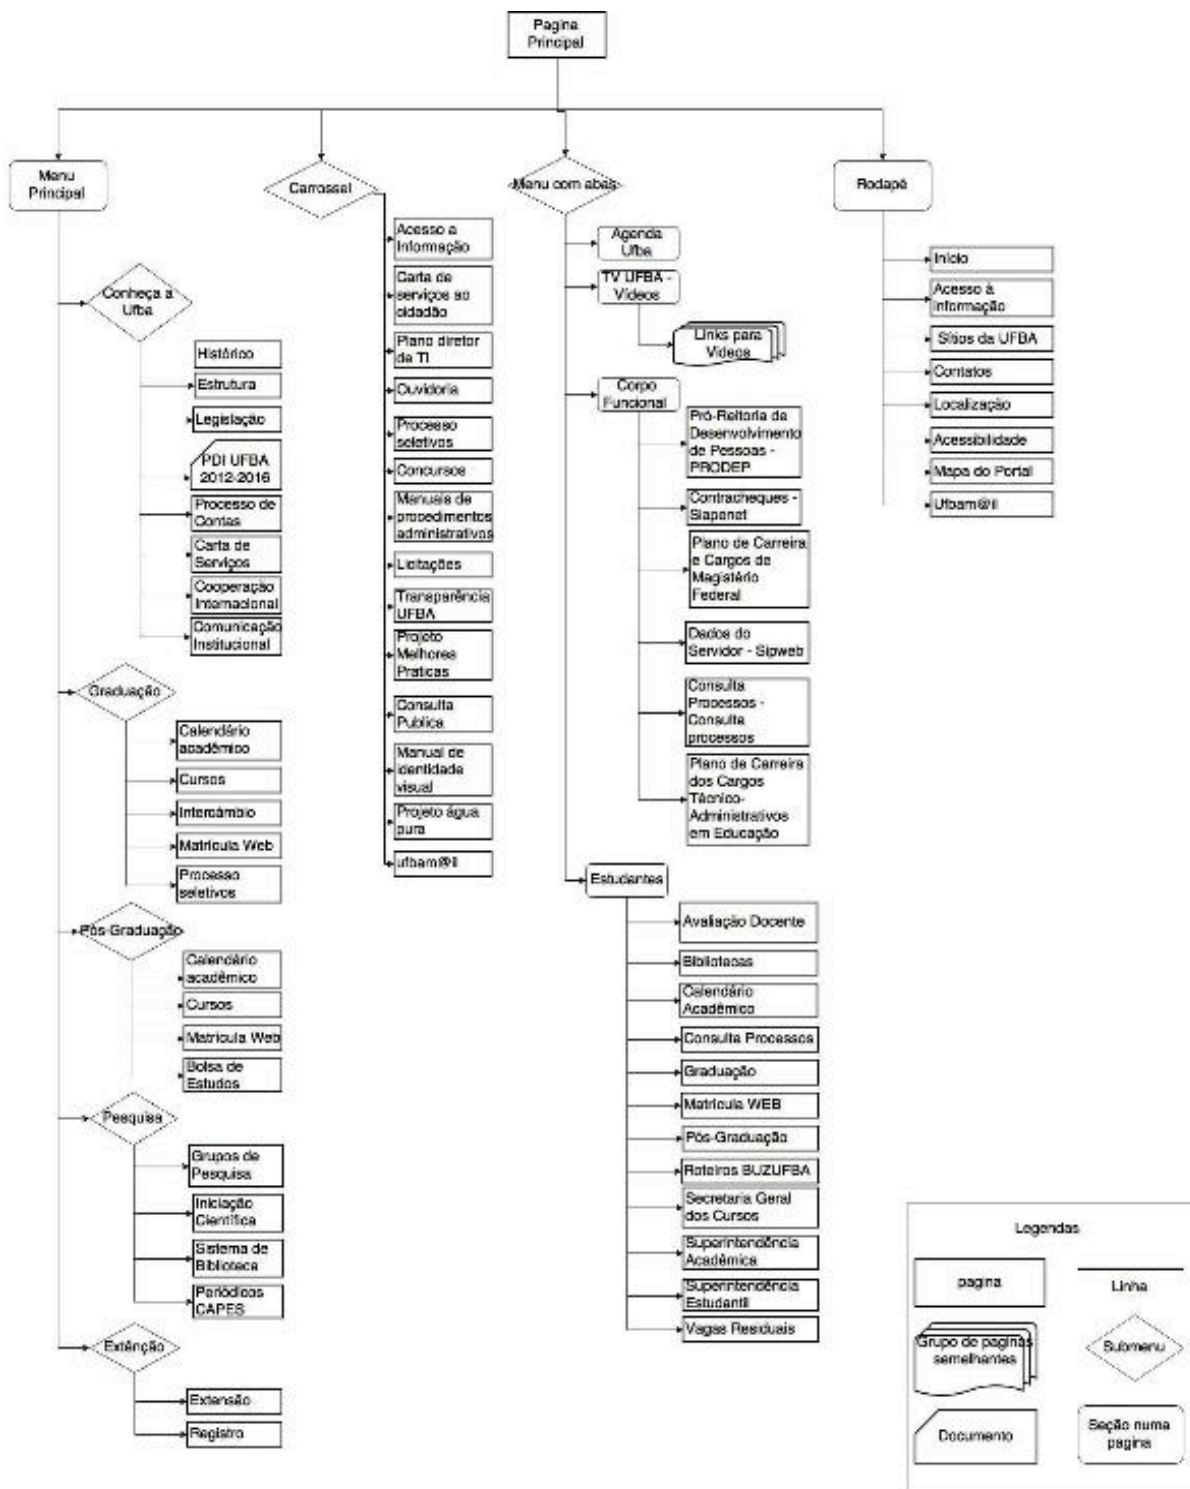 Pagina
Principal
Menu
Principal
Conheça a
Ufba
Histórico
Estrutura
Legislação
PDI UFBA
2012-2016
Processo de
Contas
Carta de
Serviços
Cooperação
Internacional
Comunicação
Institucional
Graduação
Calendário
acadêmico
Cursos
Intercâmbio
Matrícula Web
Processo
seletivos
Pós-Graduação
Calendário
acadêmico
Cursos
Matrícula Web
Bolsa de
Estudos
Pesquisa
Grupos de
Pesquisa
Iniciação
Científica
Sistema de
Biblioteca
Periódicos
CAPES
Extênção
Extensão
Registro
Carrossel
Acesso a
Informação
Carta de
serviços ao
cidadão
Plano diretor
de TI
Ouvidoria
Processo
seletivos
Concursos
Manuais de
procedimentos
administrativos
Licitações
Transparência
UFBA
Projeto
Melhores
Praticas
Consulta
Publica
Manual de
identidade
visual
Projeto água
pura
ufbam@il
Menu com abas
Agenda
Ufba
TV UFBA -
Vídeos
Links para
Vídeos
Corpo
Funcional
Pró-Reitoria de
Desenvolvimento
de Pessoas -
PRODEP
Contracheques -
Siapenet
Plano de Carreira
e Cargos de
Magistério
Federal
Dados do
Servidor - Sipweb
Consulta
Processos -
Consulta
processos
Plano de Carreira
dos Cargos
Técnico-
Administrativos
em Educação
Estudantes
Avaliação Docente
Bibliotecas
Calendário
Acadêmico
Consulta Processos
Graduação
Matrícula WEB
Pós-Graduação
Roteiros BUZUFBA
Secretaria Geral
dos Cursos
Superintendência
Acadêmica
Superintendência
Estudantil
Vagas Residuais
Rodapé
Início
Acesso à
Informação
Sítios da UFBA
Contatos
Localização
Acessibilidade
Mapa do Portal
Ufbam@il
Legendas
pagina
Linha
Grupo de paginas
semelhantes
Submenu
Documento
Seção numa
pagina